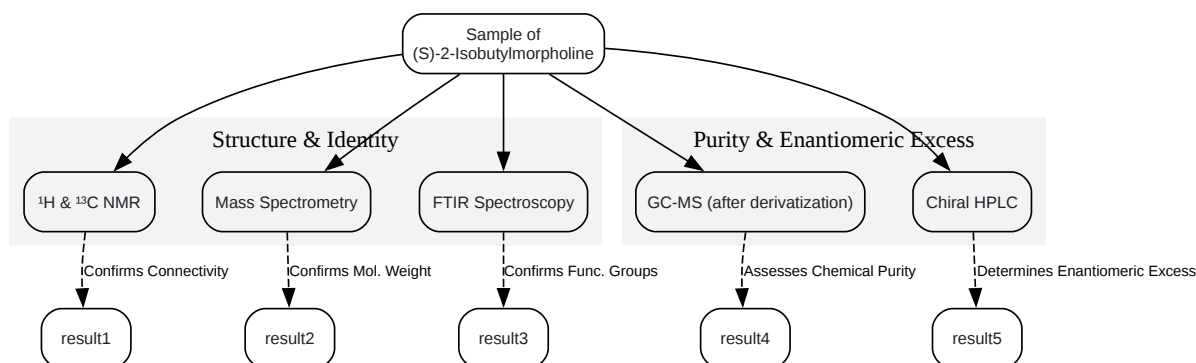 Sample of
(S)-2-Isobutylmorpholine
Structure & Identity
Purity & Enantiomeric Excess
¹H & ¹³C NMR
Mass Spectrometry
FTIR Spectroscopy
GC-MS (after derivatization)
Chiral HPLC
Confirms Connectivity
Confirms Mol. Weight
Confirms Func. Groups
Assesses Chemical Purity
Determines Enantiomeric Excess
result1
result2
result3
result4
result5